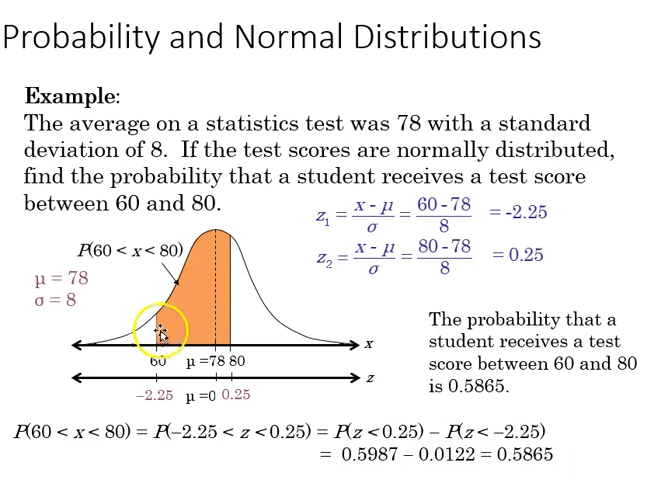 Probability and Normal Distributions
Example:
The average on a statistics test was 78 with a standard
deviation of 8. If the test scores are normally distributed,
find the probability that a student receives a test score
between 60 and 80.
z₁ = x - μ / σ = 60 - 78 / 8 = -2.25
z₂ = x - μ / σ = 80 - 78 / 8 = 0.25
P(60 < x < 80)
μ = 78
σ = 8
x
60 μ =78 80
z
−2.25 μ =0 0.25
The probability that a
student receives a test
score between 60 and 80
is 0.5865.
P(60 < x < 80) = P(−2.25 < z < 0.25) = P(z < 0.25) − P(z < −2.25)
= 0.5987 − 0.0122 = 0.5865